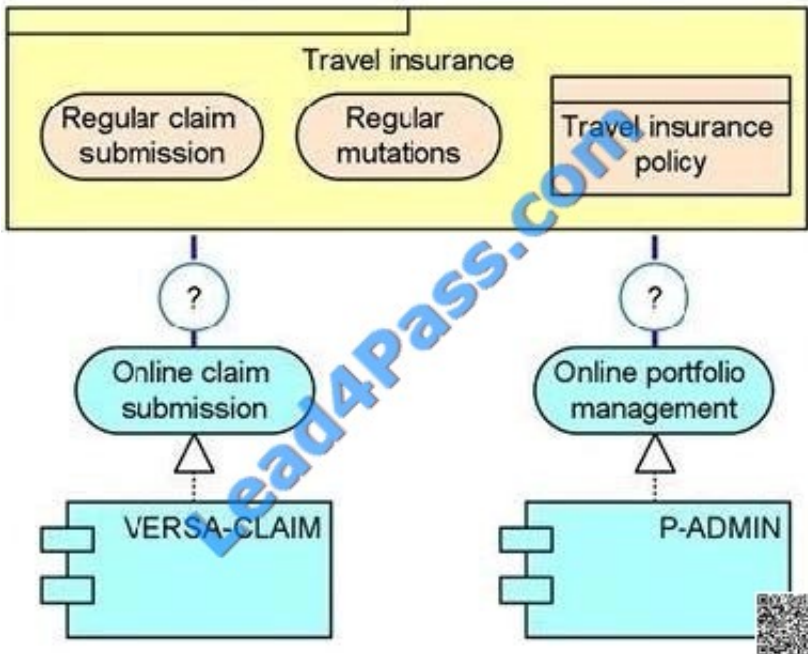 Travel insurance
Regular claim
submission
Regular
mutations
Travel insurance
policy
?
?
Online claim
submission
Online portfolio
management
VERSA-CLAIM
P-ADMIN
Lead4Pass.com